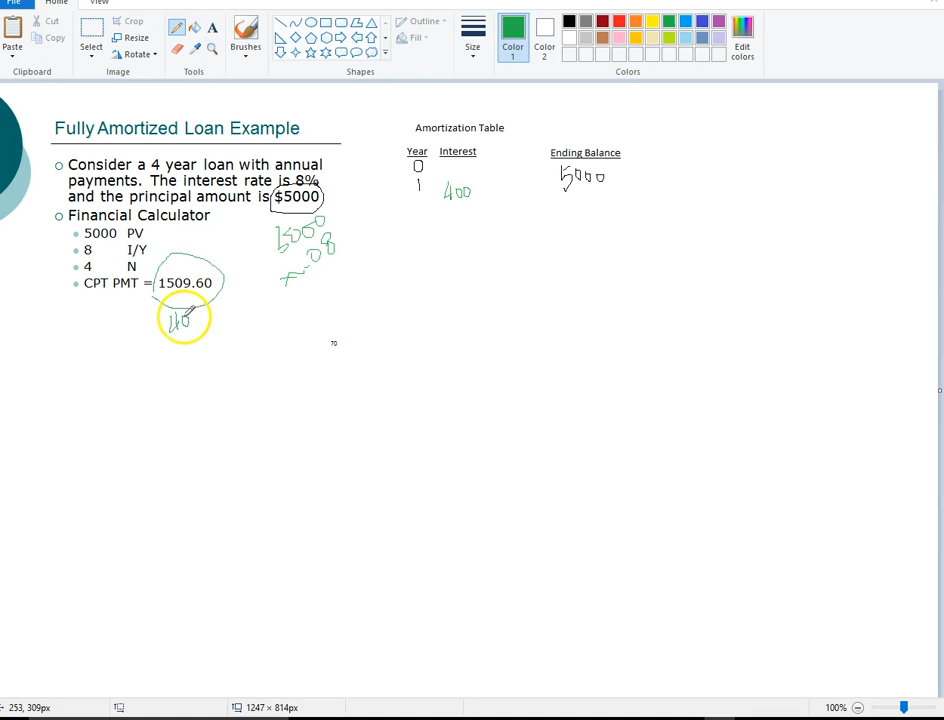 File Home View
Paste
Cut
Copy
Clipboard
Select
Crop
Resize
Rotate
Image
Tools
Brushes
Shapes
Outline
Fill
Size
Color
1
Color
2
Edit
colors
Colors
Fully Amortized Loan Example
Consider a 4 year loan with annual
payments. The interest rate is 8%
and the principal amount is $5000
Financial Calculator
5000 PV
8 I/Y
4 N
CPT PMT = 1509.60
40
5000
.08
70
Amortization Table
Year Interest Ending Balance
0 5000
1 400
253, 309px
1247 × 814px
100%